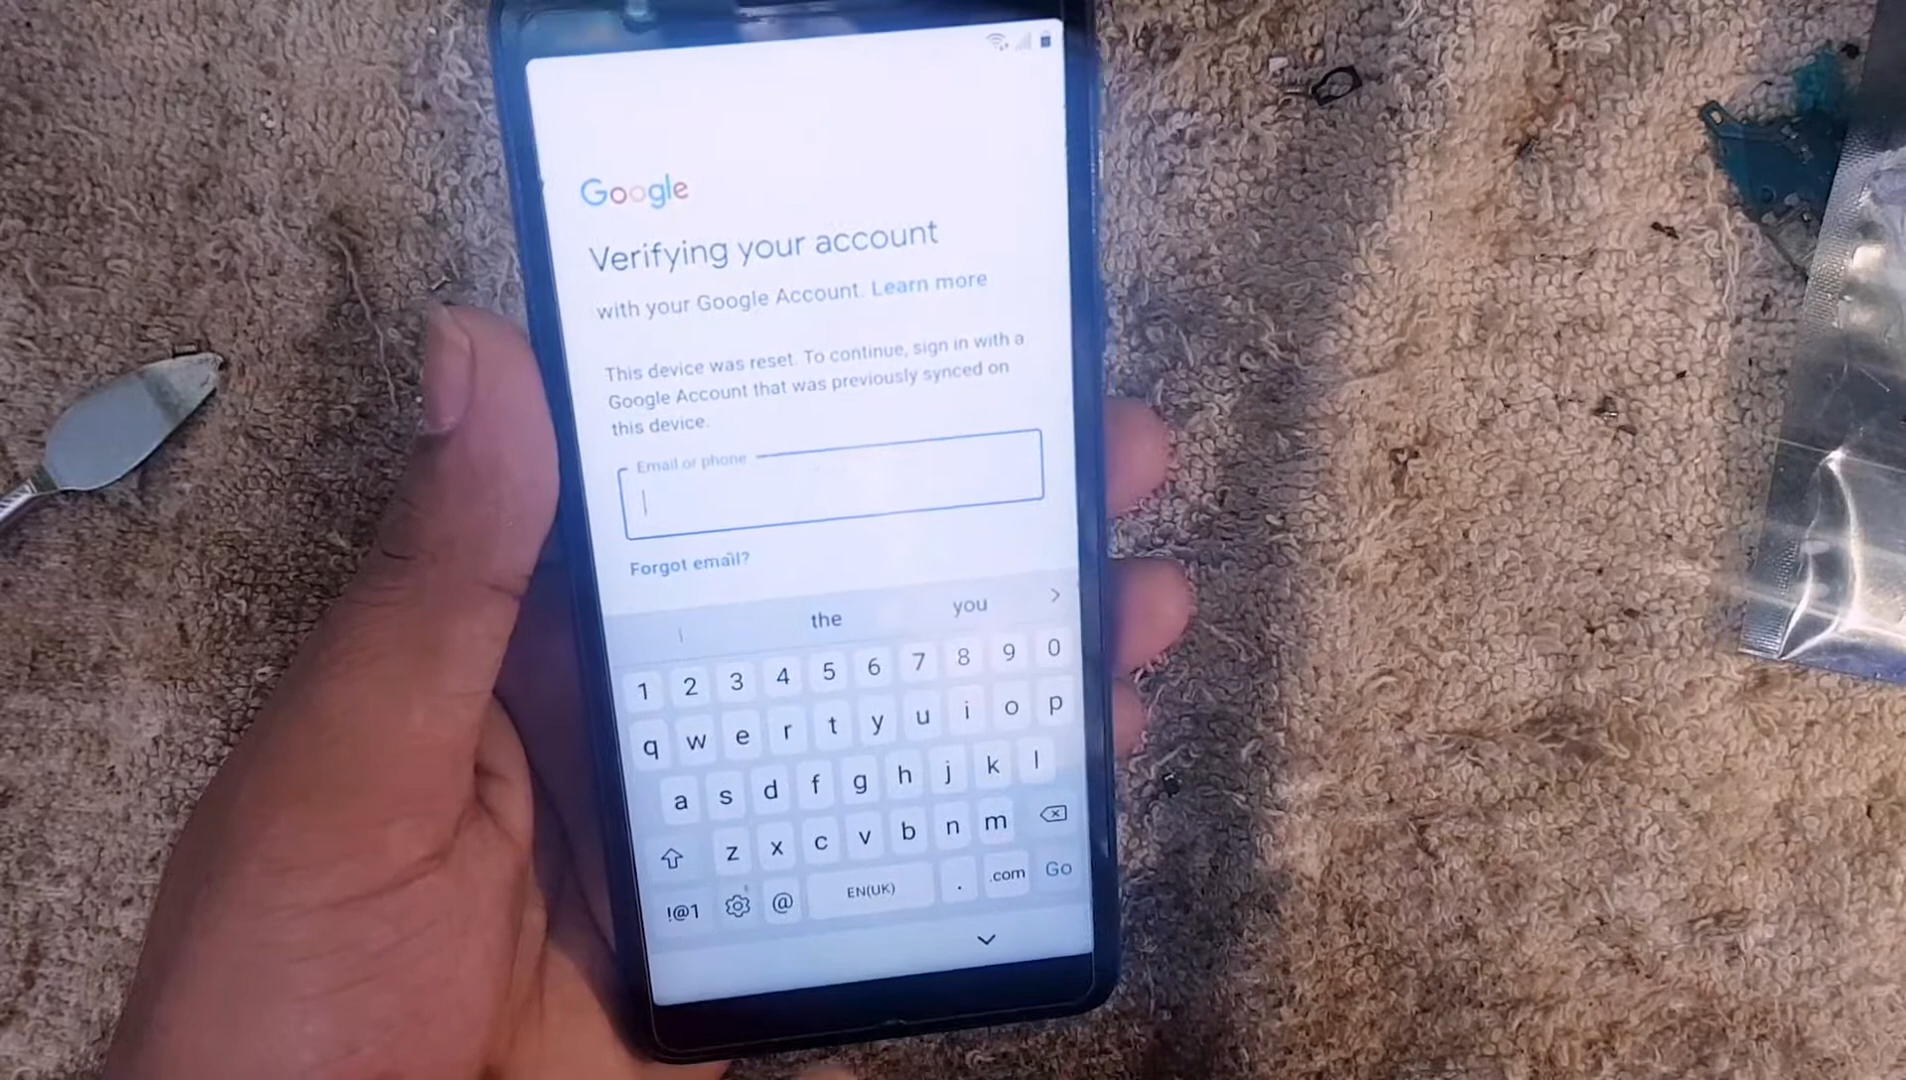 Google
Verifying your account
with your Google Account. Learn more
This device was reset. To continue, sign in with a
Google Account that was previously synced on
this device.
Email or phone
Forgot email?
the you
1 2 3 4 5 6 7 8 9 0
q w e r t y u i o p
a s d f g h j k l
z x c v b n m
!@1 @ EN(UK) . .com Go